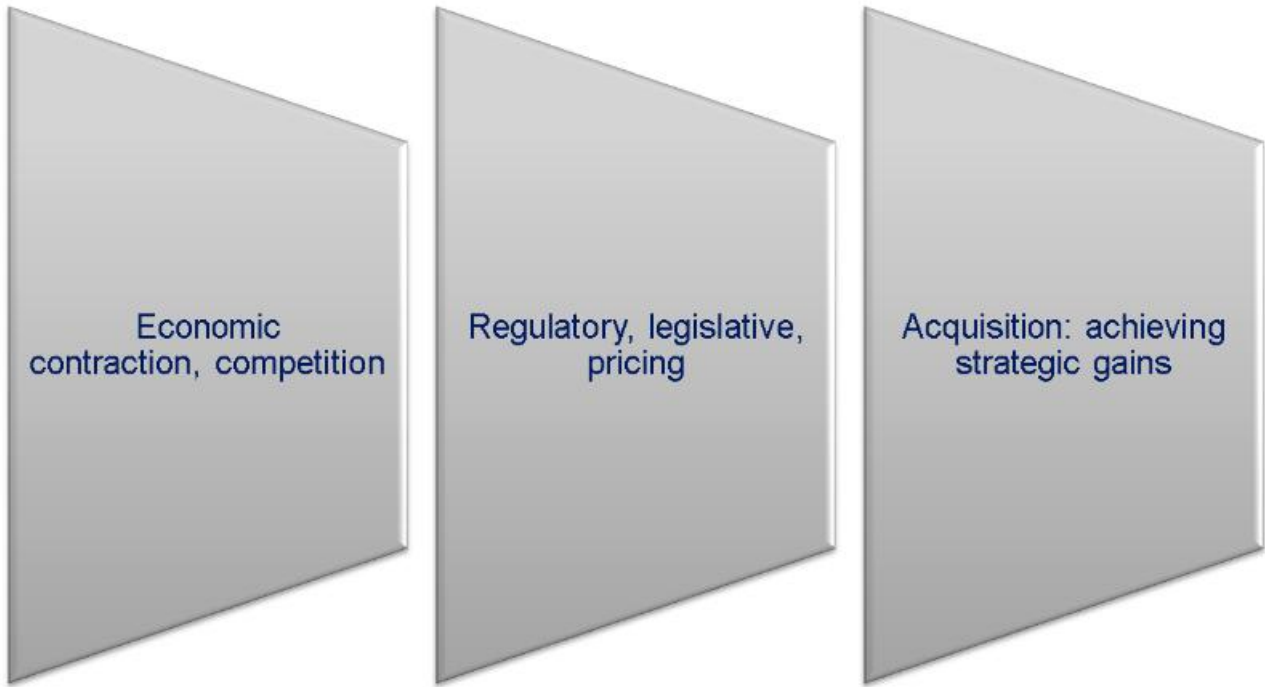 Economic
contraction, competition
Regulatory, legislative,
pricing
Acquisition: achieving
strategic gains